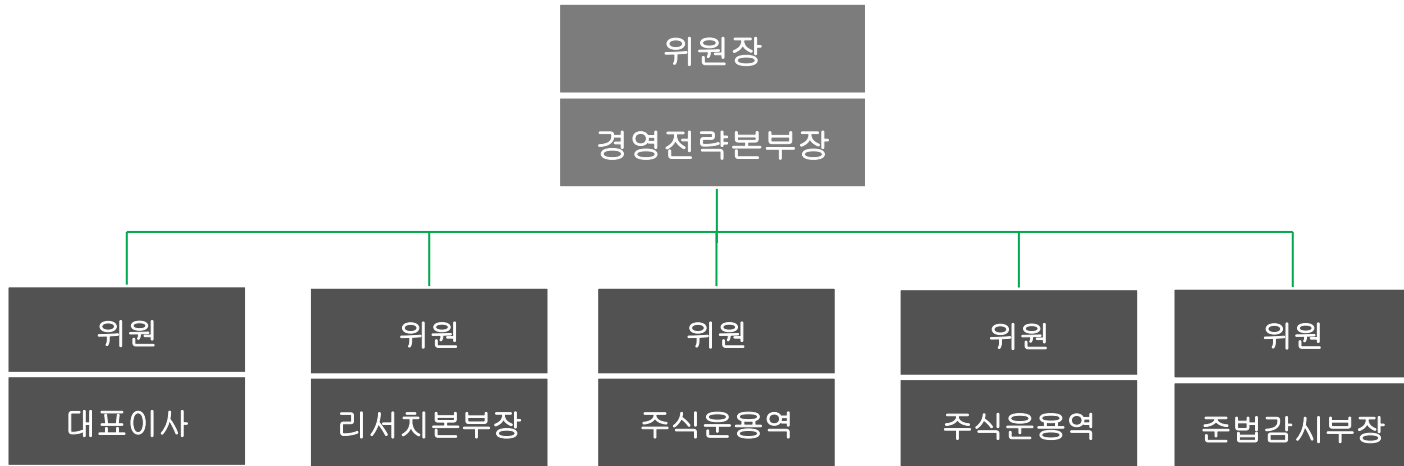 위원장
경영전략본부장
위원
대표이사
위원
리서치본부장
위원
주식운용역
위원
주식운용역
위원
준법감시부장